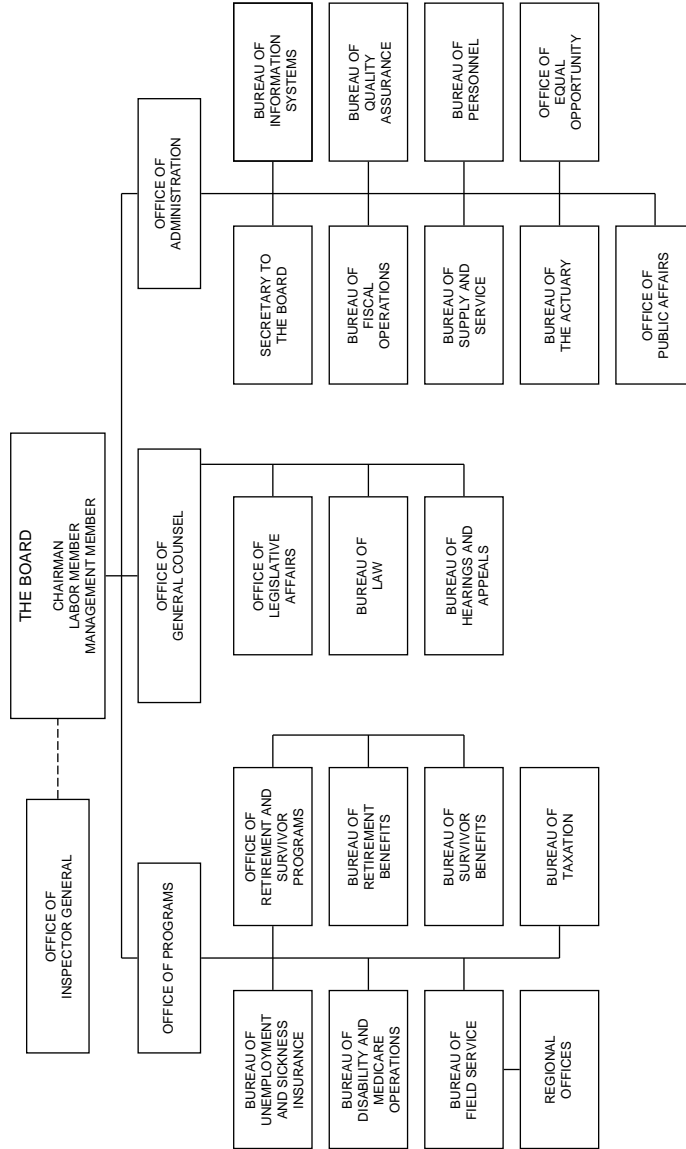 THE BOARD
CHAIRMAN
LABOR MEMBER
MANAGEMENT MEMBER
OFFICE OF
INSPECTOR GENERAL
OFFICE OF PROGRAMS
OFFICE OF
GENERAL COUNSEL
OFFICE OF
ADMINISTRATION
BUREAU OF
UNEMPLOYMENT
AND SICKNESS
INSURANCE
OFFICE OF
RETIREMENT AND
SURVIVOR
PROGRAMS
BUREAU OF
DISABILITY AND
MEDICARE
OPERATIONS
BUREAU OF
RETIREMENT
BENEFITS
BUREAU OF
FIELD SERVICE
BUREAU OF
SURVIVOR
BENEFITS
REGIONAL
OFFICES
BUREAU OF
TAXATION
OFFICE OF
LEGISLATIVE
AFFAIRS
BUREAU OF
LAW
BUREAU OF
HEARINGS AND
APPEALS
SECRETARY TO
THE BOARD
BUREAU OF
INFORMATION
SYSTEMS
BUREAU OF
FISCAL
OPERATIONS
BUREAU OF
QUALITY
ASSURANCE
BUREAU OF
SUPPLY AND
SERVICE
BUREAU OF
PERSONNEL
BUREAU OF
THE ACTUARY
OFFICE OF
EQUAL
OPPORTUNITY
OFFICE OF
PUBLIC AFFAIRS